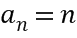 aₙ = n